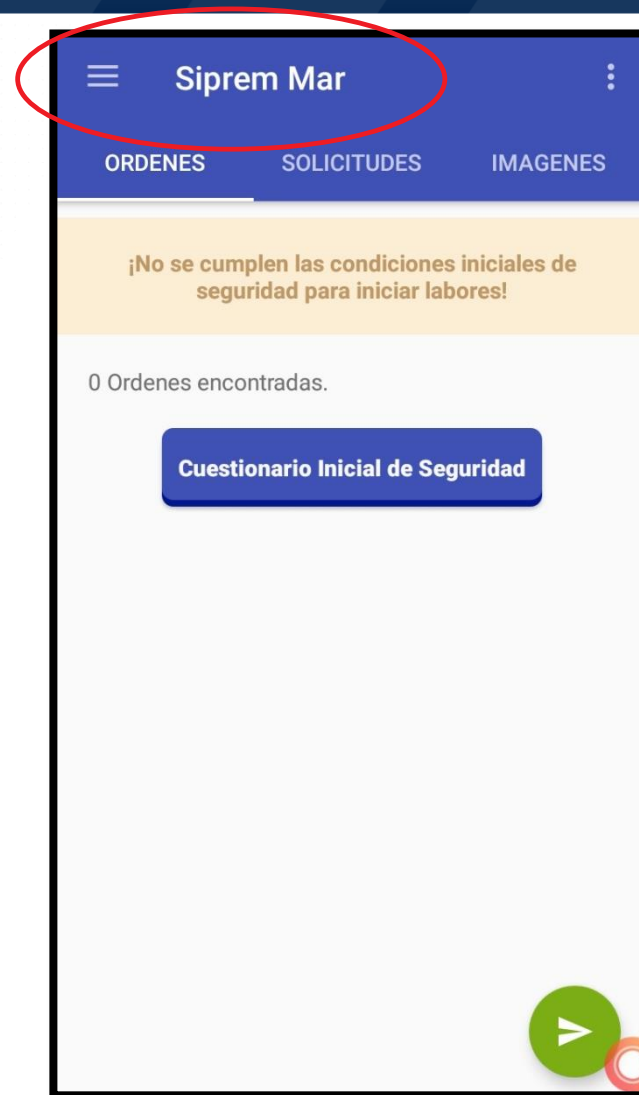 Siprem Mar
ORDENES SOLICITUDES IMAGENES
¡No se cumplen las condiciones iniciales de
seguridad para iniciar labores!
0 Ordenes encontradas.
Cuestionario Inicial de Seguridad